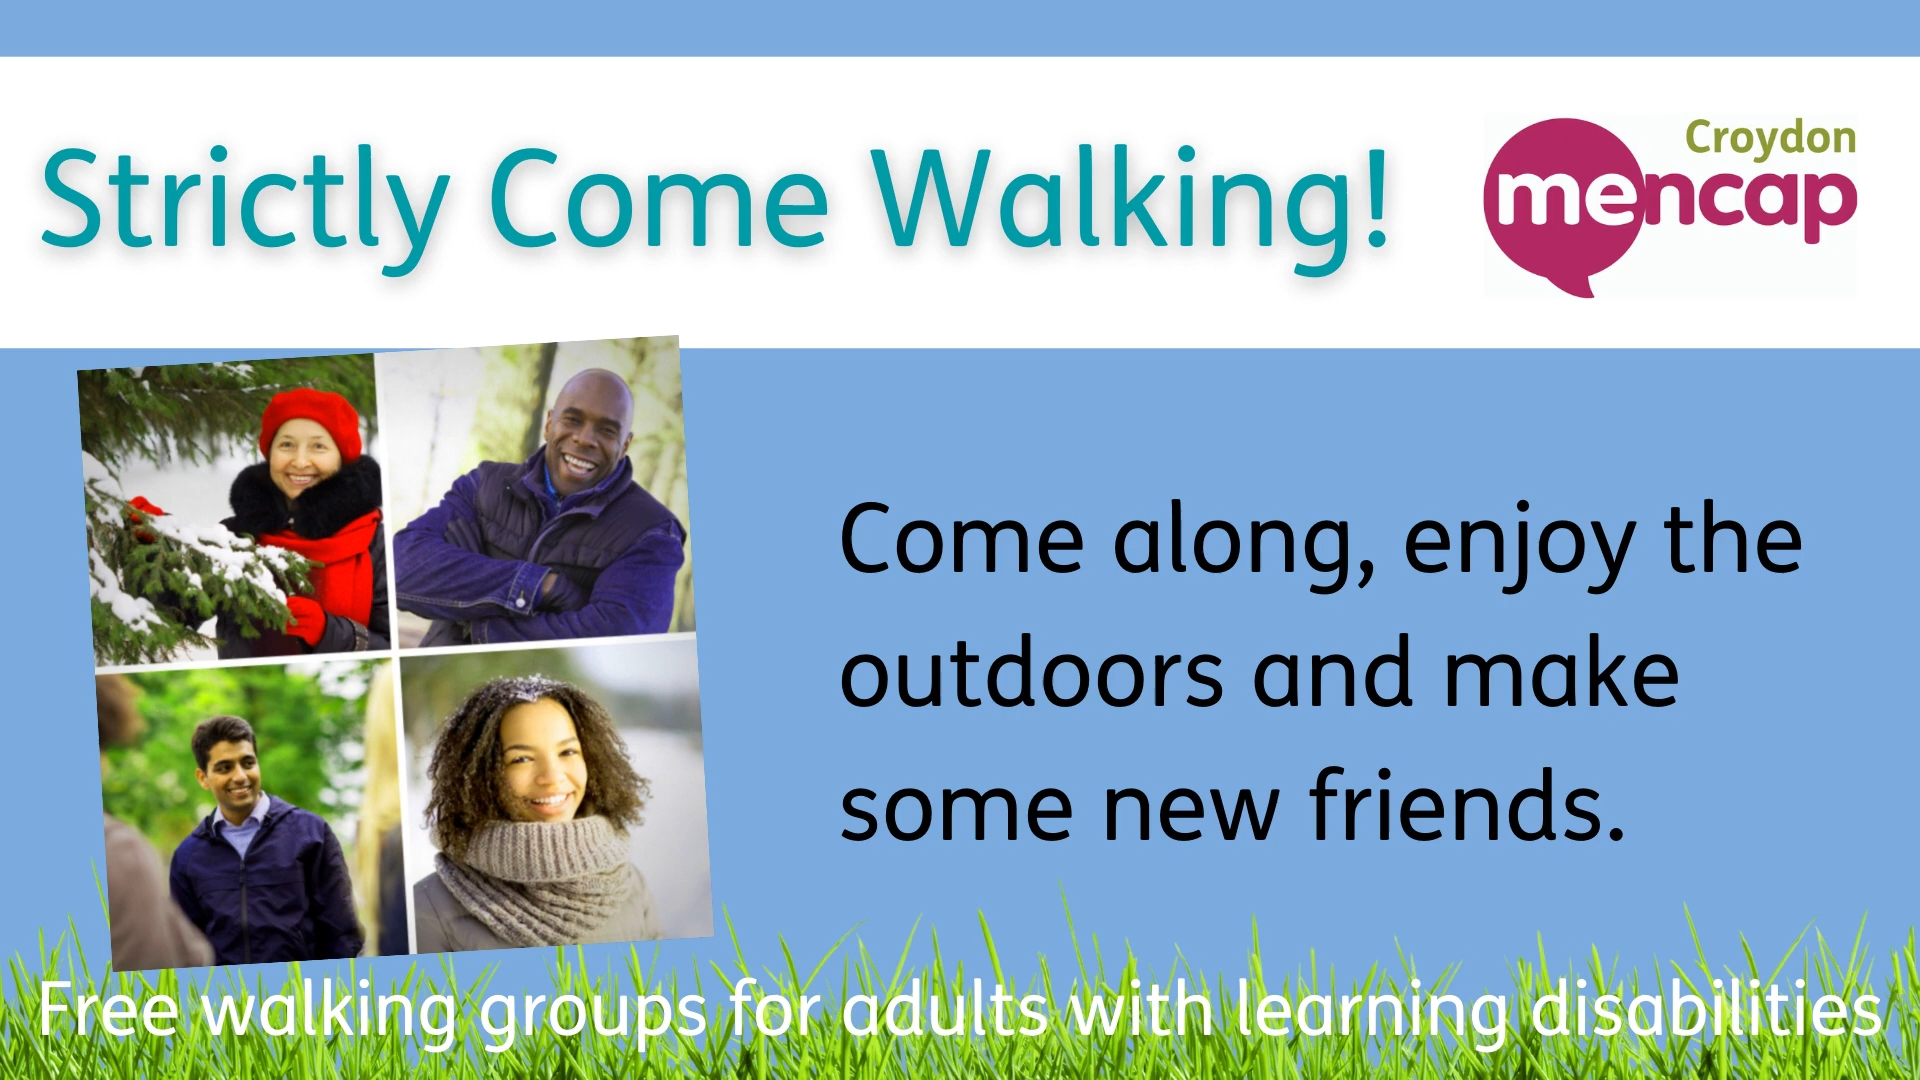 Strictly Come Walking!
Croydon
mencap
Come along, enjoy the
outdoors and make
some new friends.
Free walking groups for adults with learning disabilities